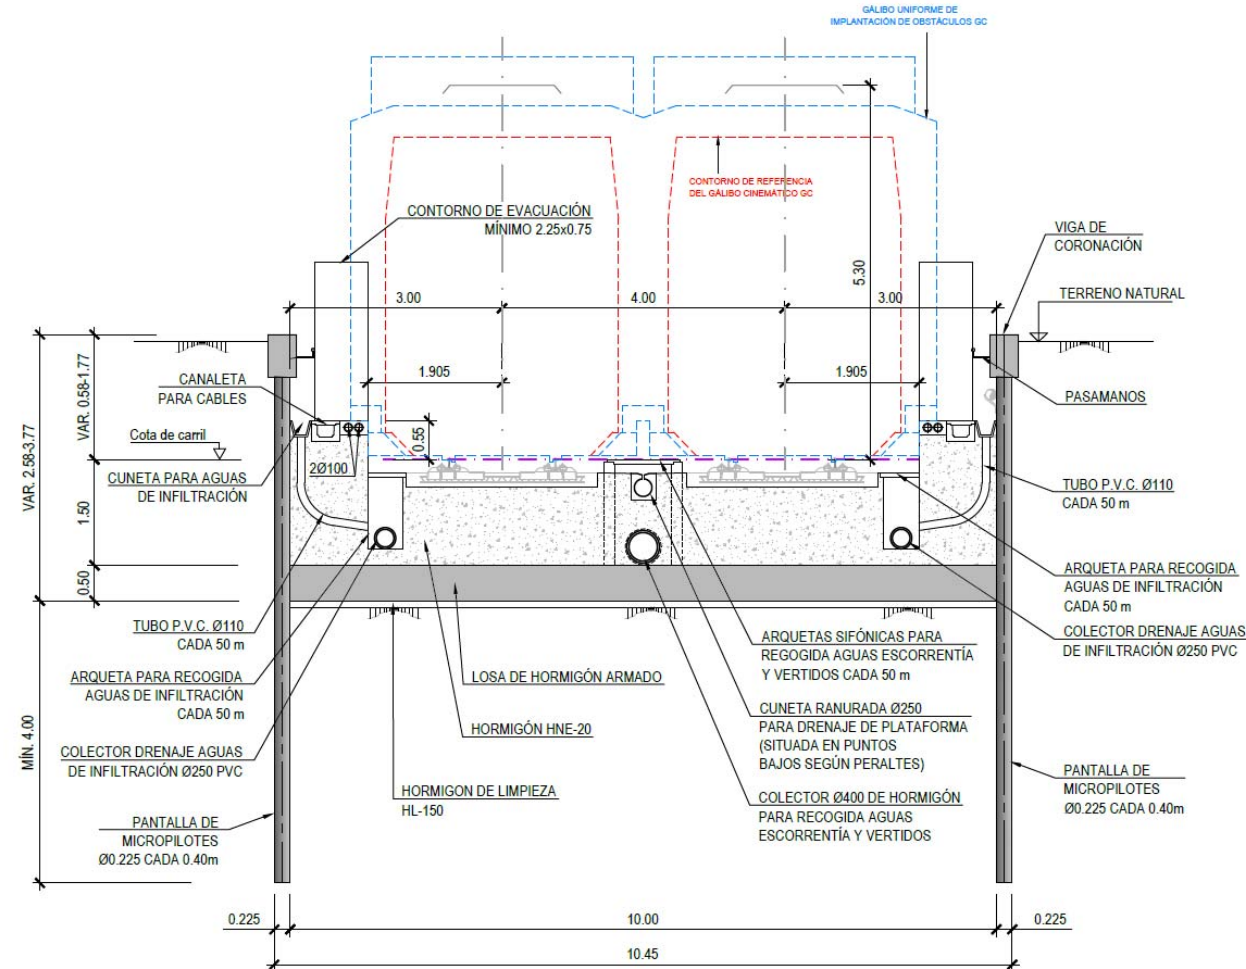 GÁLIBO UNIFORME DE
IMPLANTACIÓN DE OBSTÁCULOS GC
CONTORNO DE REFERENCIA
DEL GÁLIBO CINEMÁTICO GC
CONTORNO DE EVACUACIÓN
MÍNIMO 2.25x0.75
VIGA DE
CORONACIÓN
5.30
TERRENO NATURAL
3.00
4.00
3.00
VAR. 2.58-3.77
VAR. 0.58-1.77
CANALETA
PARA CABLES
1.905
1.905
PASAMANOS
Cota de carril
0.55
2Ø100
CUNETA PARA AGUAS
DE INFILTRACIÓN
TUBO P.V.C. Ø110
CADA 50 m
1.50
0.50
ARQUETA PARA RECOGIDA
AGUAS DE INFILTRACIÓN
CADA 50 m
TUBO P.V.C. Ø110
CADA 50 m
ARQUETAS SIFÓNICAS PARA
REGOGIDA AGUAS ESCORRENTÍA
Y VERTIDOS CADA 50 m
COLECTOR DRENAJE AGUAS
DE INFILTRACIÓN Ø250 PVC
ARQUETA PARA RECOGIDA
AGUAS DE INFILTRACIÓN
CADA 50 m
LOSA DE HORMIGÓN ARMADO
CUNETA RANURADA Ø250
PARA DRENAJE DE PLATAFORMA
(SITUADA EN PUNTOS
BAJOS SEGÚN PERALTES)
HORMIGÓN HNE-20
MÍN. 4.00
COLECTOR DRENAJE AGUAS
DE INFILTRACIÓN Ø250 PVC
HORMIGON DE LIMPIEZA
HL-150
COLECTOR Ø400 DE HORMIGÓN
PARA RECOGIDA AGUAS
ESCORRENTÍA Y VERTIDOS
PANTALLA DE
MICROPILOTES
Ø0.225 CADA 0.40m
PANTALLA DE
MICROPILOTES
Ø0.225 CADA 0.40m
0.225
10.00
0.225
10.45